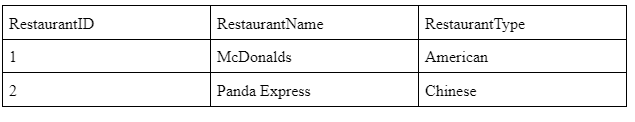 RestaurantID RestaurantName RestaurantType
1 McDonalds American
2 Panda Express Chinese